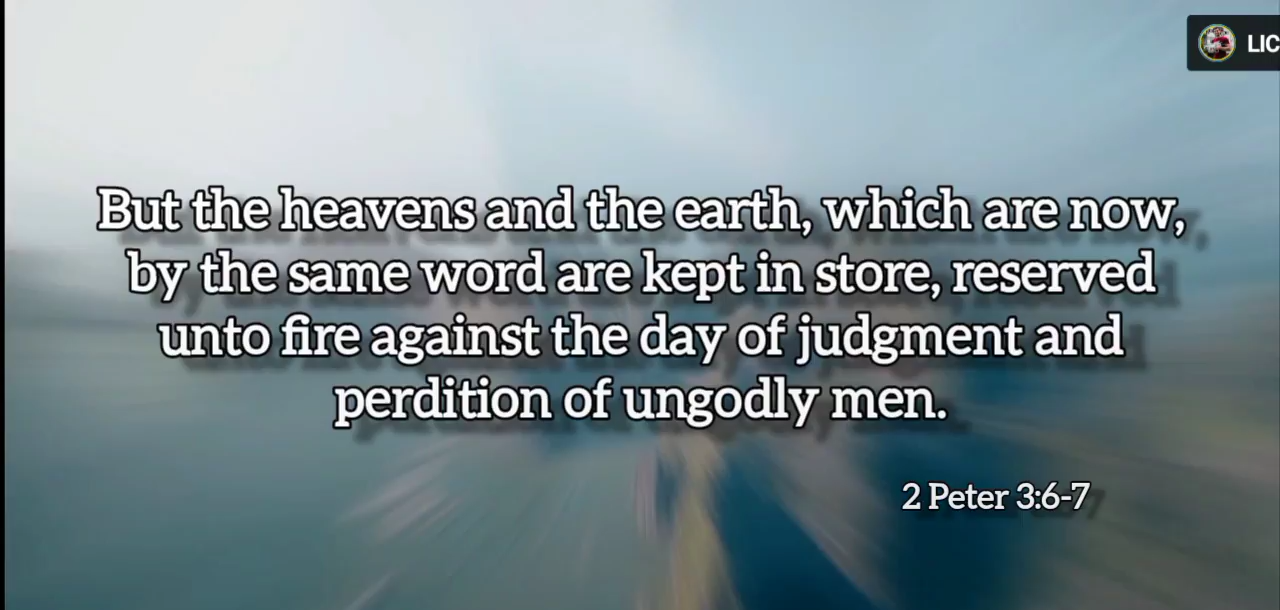 LIC
But the heavens and the earth, which are now,
by the same word are kept in store, reserved
unto fire against the day of judgment and
perdition of ungodly men.
2 Peter 3:6-7